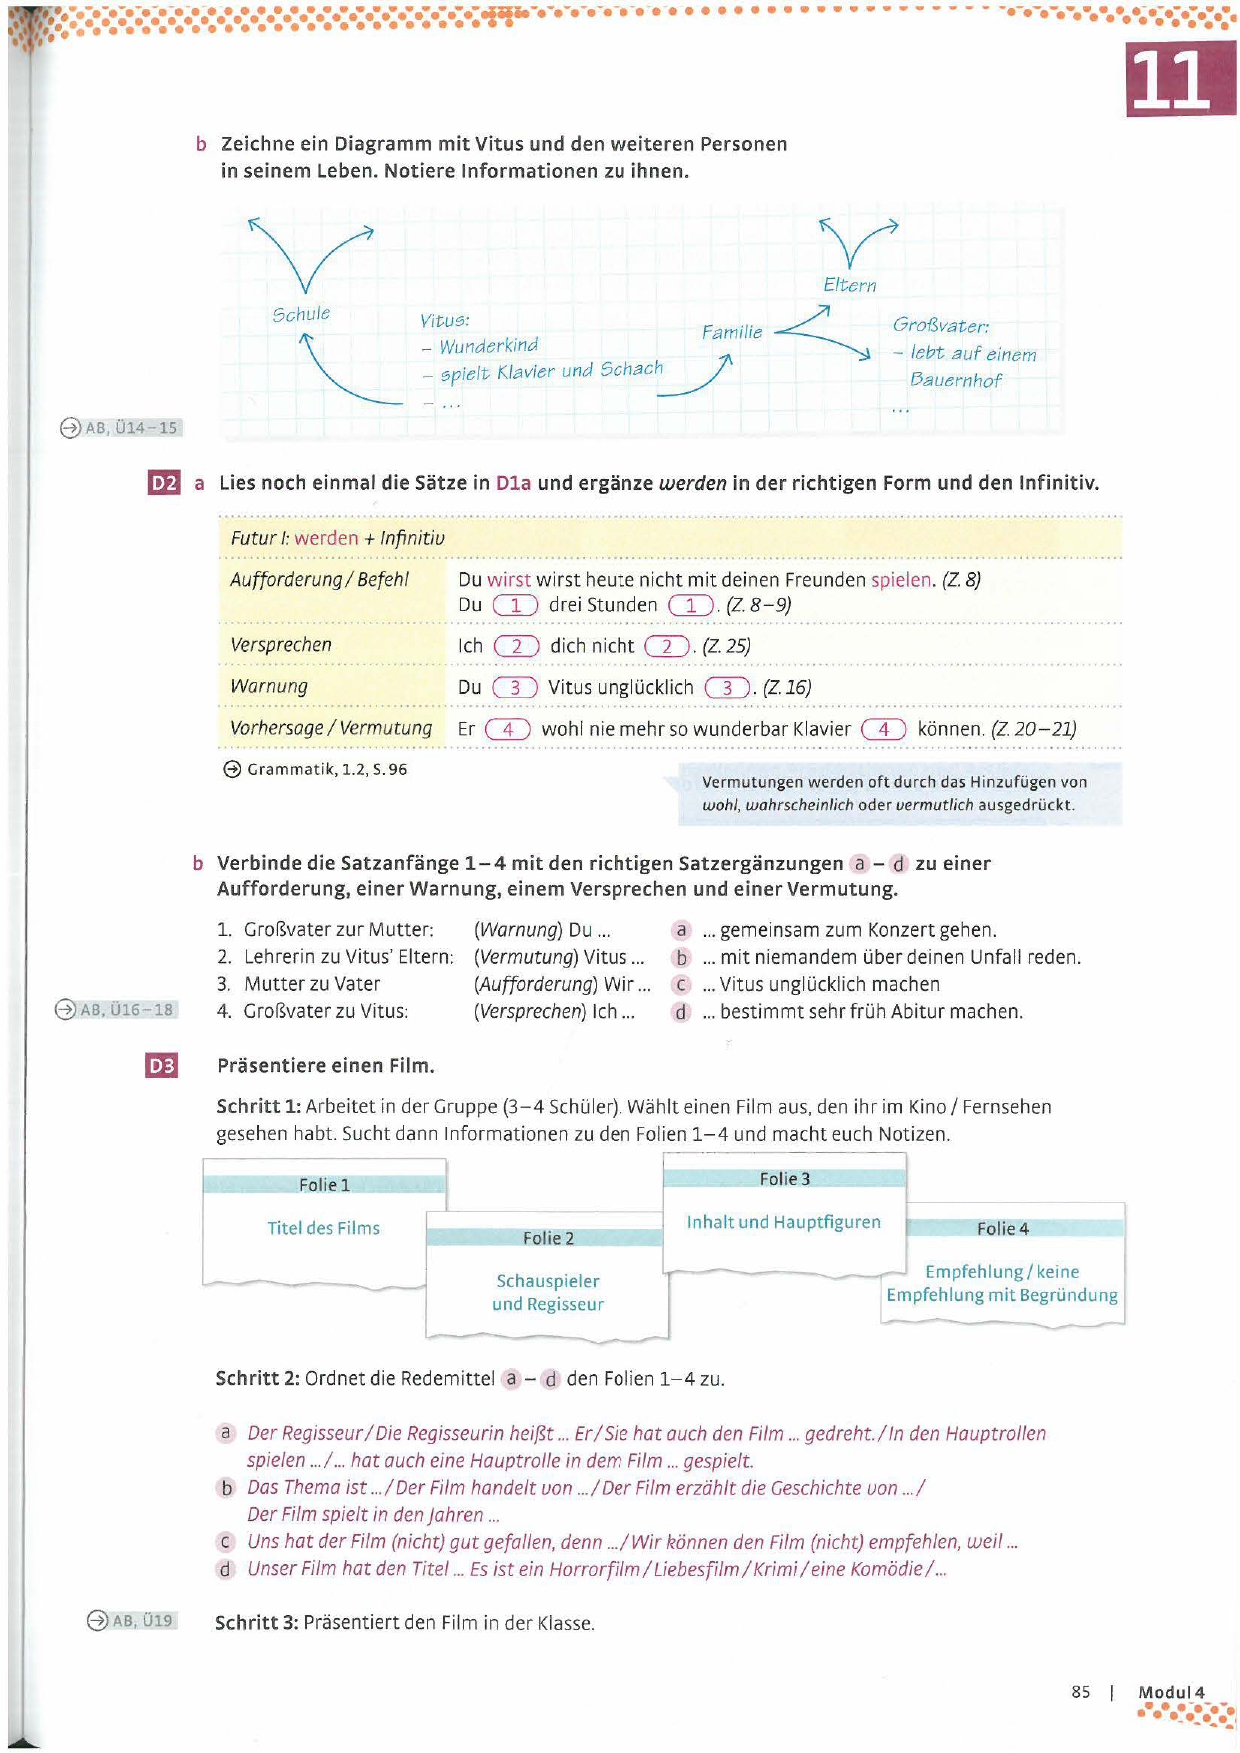 11
b Zeichne ein Diagramm mit Vitus und den weiteren Personen
in seinem Leben. Notiere Informationen zu ihnen.
Schule
Vitus:
– Wunderkind
– spielt Klavier und Schach
– ...
Familie
Eltern
Großvater:
– lebt auf einem
Bauernhof
...
AB, Ü14–15
D2 a Lies noch einmal die Sätze in D1a und ergänze werden in der richtigen Form und den Infinitiv.
Futur I: werden + Infinitiv
Aufforderung / Befehl Du wirst wirst heute nicht mit deinen Freunden spielen. (Z. 8)
Du 1 drei Stunden 1. (Z. 8–9)
Versprechen Ich 2 dich nicht 2. (Z. 25)
Warnung Du 3 Vitus unglücklich 3. (Z. 16)
Vorhersage / Vermutung Er 4 wohl nie mehr so wunderbar Klavier 4 können. (Z. 20–21)
Grammatik, 1.2, S. 96
Vermutungen werden oft durch das Hinzufügen von
wohl, wahrscheinlich oder vermutlich ausgedrückt.
b Verbinde die Satzanfänge 1–4 mit den richtigen Satzergänzungen a – d zu einer
Aufforderung, einer Warnung, einem Versprechen und einer Vermutung.
1. Großvater zur Mutter: (Warnung) Du ... a ... gemeinsam zum Konzert gehen.
2. Lehrerin zu Vitus' Eltern: (Vermutung) Vitus ... b ... mit niemandem über deinen Unfall reden.
3. Mutter zu Vater (Aufforderung) Wir ... c ... Vitus unglücklich machen
AB, Ü16–18 4. Großvater zu Vitus: (Versprechen) Ich ... d ... bestimmt sehr früh Abitur machen.
D3 Präsentiere einen Film.
Schritt 1: Arbeitet in der Gruppe (3–4 Schüler). Wählt einen Film aus, den ihr im Kino / Fernsehen
gesehen habt. Sucht dann Informationen zu den Folien 1–4 und macht euch Notizen.
Folie 1
Titel des Films
Folie 2
Schauspieler
und Regisseur
Folie 3
Inhalt und Hauptfiguren
Folie 4
Empfehlung / keine
Empfehlung mit Begründung
Schritt 2: Ordnet die Redemittel a – d den Folien 1–4 zu.
a Der Regisseur / Die Regisseurin heißt ... Er / Sie hat auch den Film ... gedreht. / In den Hauptrollen
spielen ... / ... hat auch eine Hauptrolle in dem Film ... gespielt.
b Das Thema ist ... / Der Film handelt von ... / Der Film erzählt die Geschichte von ... /
Der Film spielt in den Jahren ...
c Uns hat der Film (nicht) gut gefallen, denn ... / Wir können den Film (nicht) empfehlen, weil ...
d Unser Film hat den Titel ... Es ist ein Horrorfilm / Liebesfilm / Krimi / eine Komödie / ...
AB, Ü19 Schritt 3: Präsentiert den Film in der Klasse.
85 | Modul 4